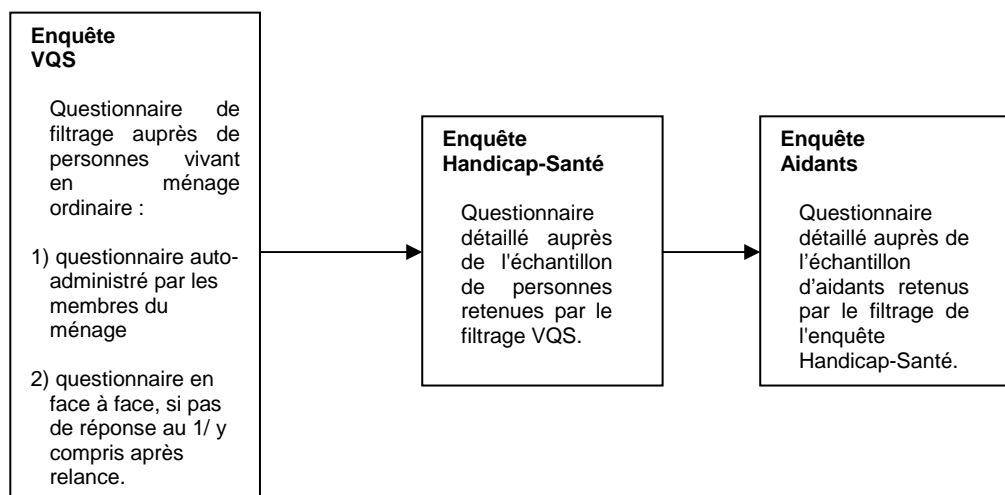 Enquête
VQS
Questionnaire de
filtrage auprès de
personnes vivant
en ménage
ordinaire :
1) questionnaire auto-
administré par les
membres du
ménage
2) questionnaire en
face à face, si pas
de réponse au 1/ y
compris après
relance.
Enquête
Handicap-Santé
Questionnaire
détaillé auprès
de l'échantillon
de personnes
retenues par le
filtrage VQS.
Enquête
Aidants
Questionnaire
détaillé auprès de
l’échantillon
d’aidants retenus
par le filtrage de
l'enquête
Handicap-Santé.